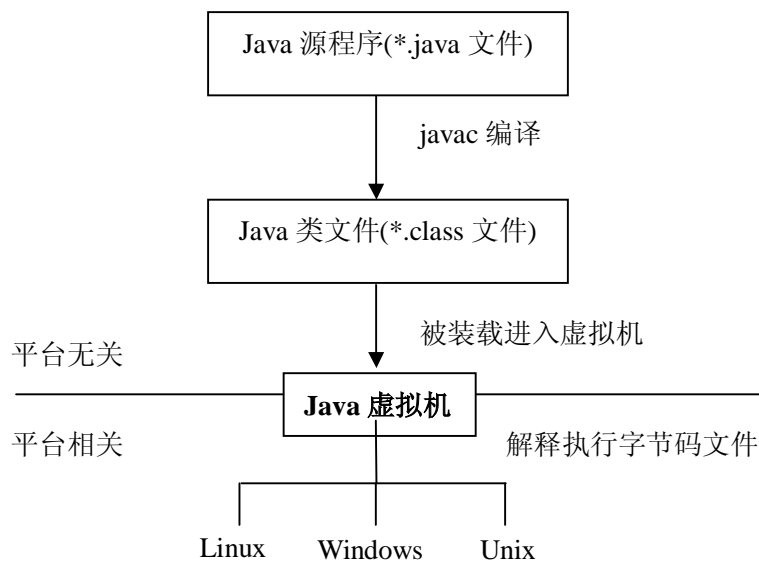 Java 源程序(*.java 文件)
javac 编译
Java 类文件(*.class 文件)
被装载进入虚拟机
平台无关
Java 虚拟机
平台相关
解释执行字节码文件
Linux Windows Unix